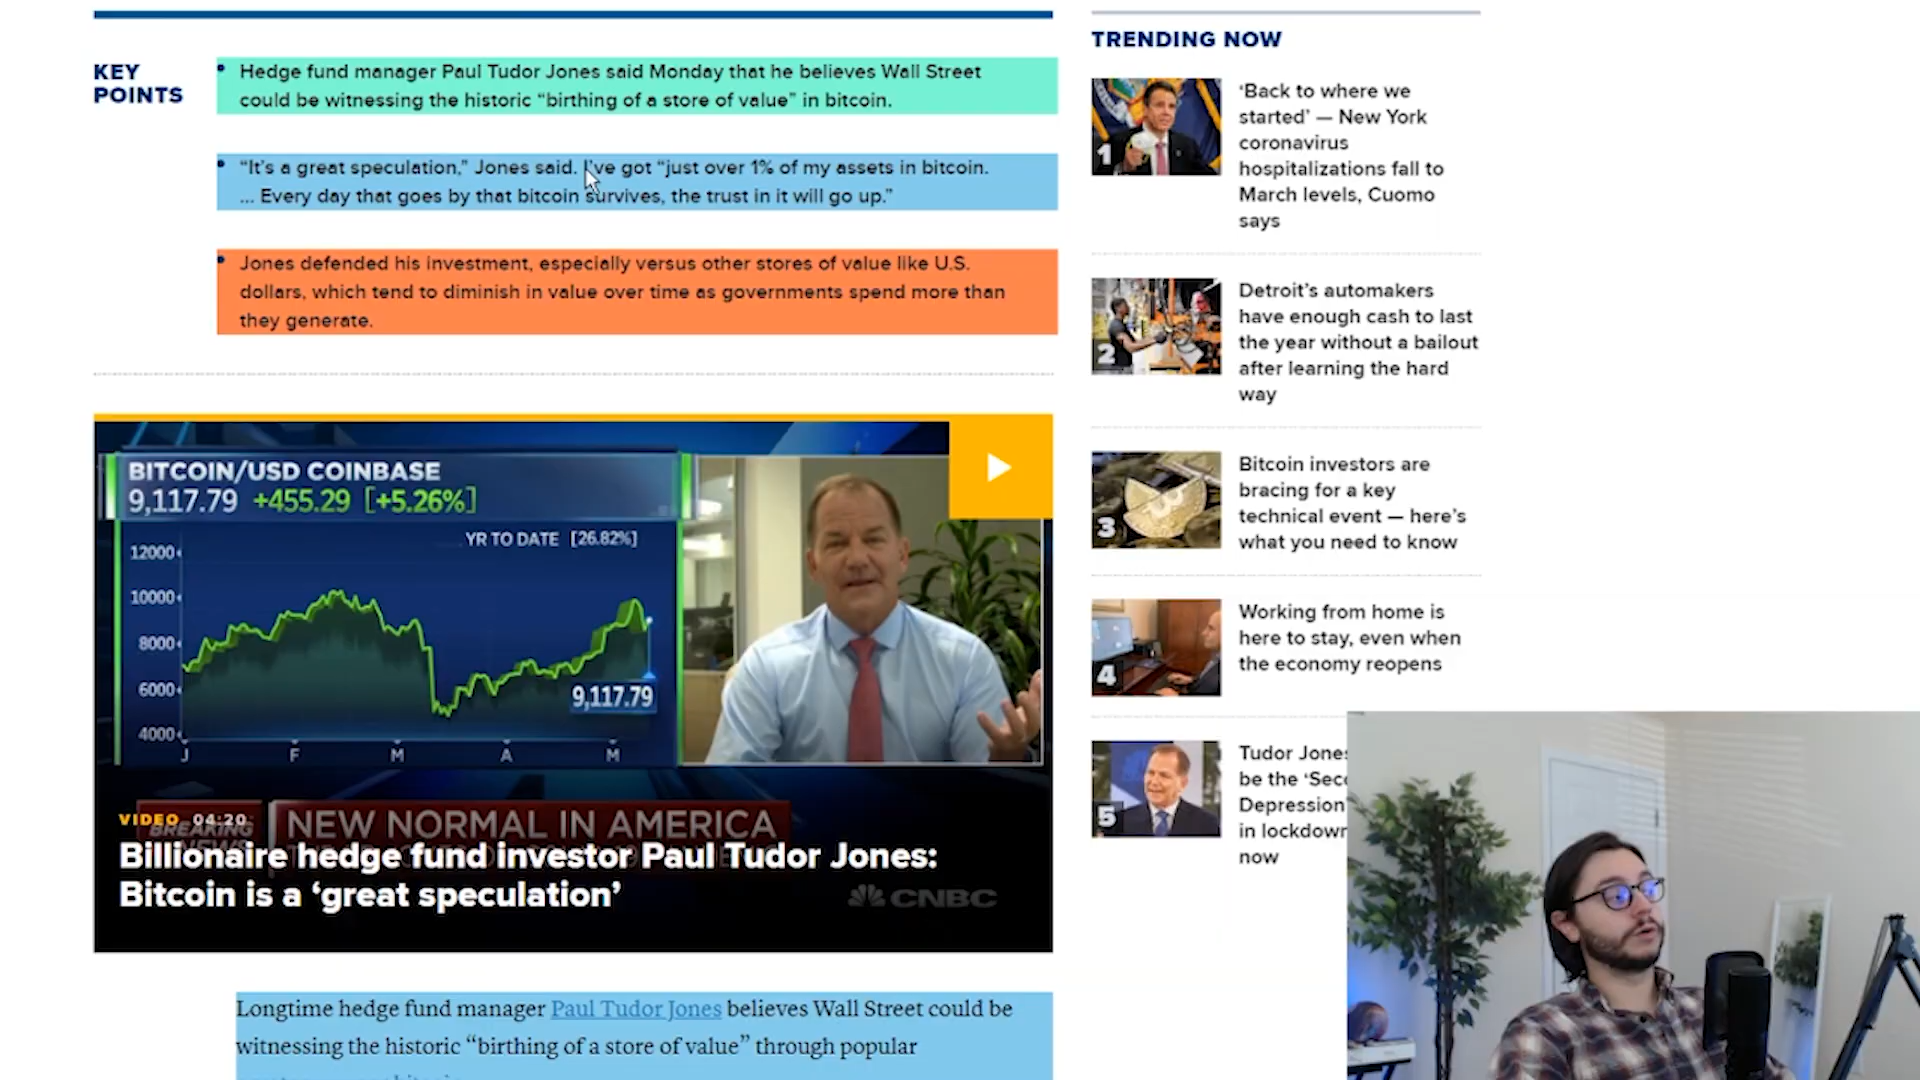 KEY
POINTS
Hedge fund manager Paul Tudor Jones said Monday that he believes Wall Street
could be witnessing the historic “birthing of a store of value” in bitcoin.
“It’s a great speculation,” Jones said. I’ve got “just over 1% of my assets in bitcoin.
... Every day that goes by that bitcoin survives, the trust in it will go up.”
Jones defended his investment, especially versus other stores of value like U.S.
dollars, which tend to diminish in value over time as governments spend more than
they generate.
BITCOIN/USD COINBASE
9,117.79 +455.29 [+5.26%]
YR TO DATE [26.82%]
12000
10000
8000
6000
4000
9,117.79
J F M A M
BREAKING
NEWS
NEW NORMAL IN AMERICA
VIDEO 04:20
Billionaire hedge fund investor Paul Tudor Jones:
Bitcoin is a ‘great speculation’
CNBC
Longtime hedge fund manager Paul Tudor Jones believes Wall Street could be
witnessing the historic “birthing of a store of value” through popular
TRENDING NOW
1
‘Back to where we
started’ — New York
coronavirus
hospitalizations fall to
March levels, Cuomo
says
2
Detroit’s automakers
have enough cash to last
the year without a bailout
after learning the hard
way
3
Bitcoin investors are
bracing for a key
technical event — here’s
what you need to know
4
Working from home is
here to stay, even when
the economy reopens
5
Tudor Jones
be the ‘Sec
Depression’
in lockdown
now